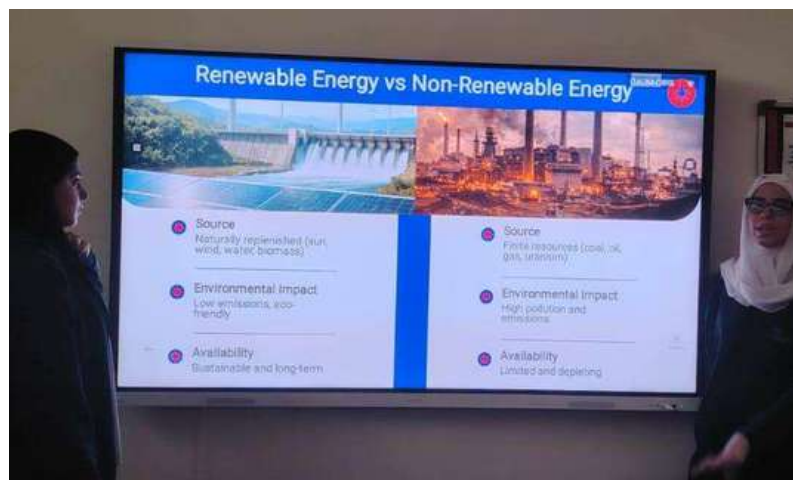 Renewable Energy vs Non-Renewable Energy
Source
Naturally replenished (sun,
wind, water, biomass)
Environmental Impact
Low emissions, eco-
friendly
Availability
Sustainable and long-term
Source
Finite resources (coal, oil,
gas, uranium)
Environmental Impact
High pollution and
emissions
Availability
Limited and depleting